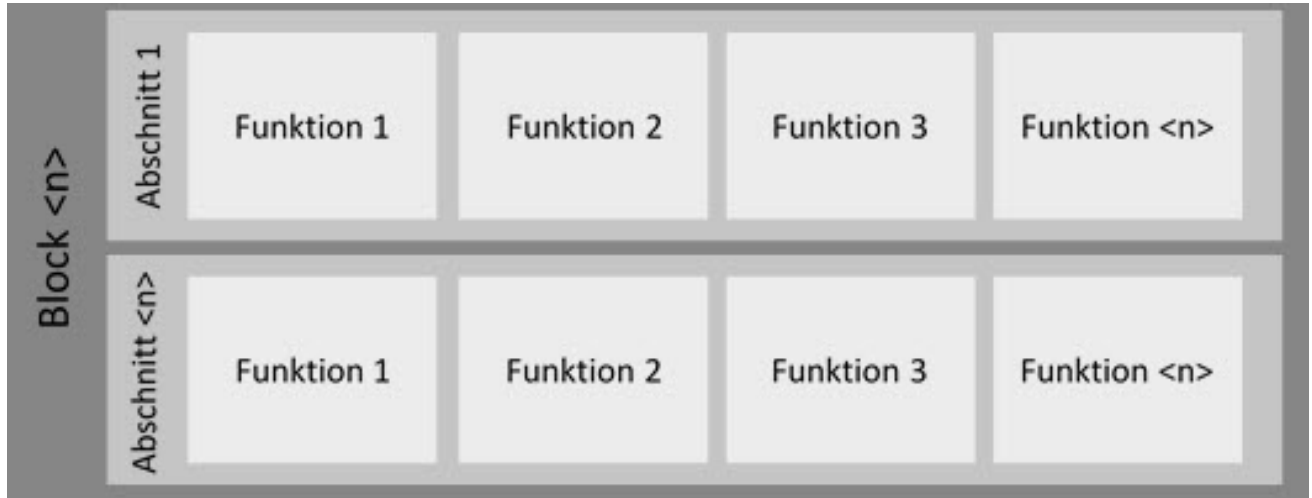 Block <n>
Abschnitt 1
Funktion 1
Funktion 2
Funktion 3
Funktion <n>
Abschnitt <n>
Funktion 1
Funktion 2
Funktion 3
Funktion <n>